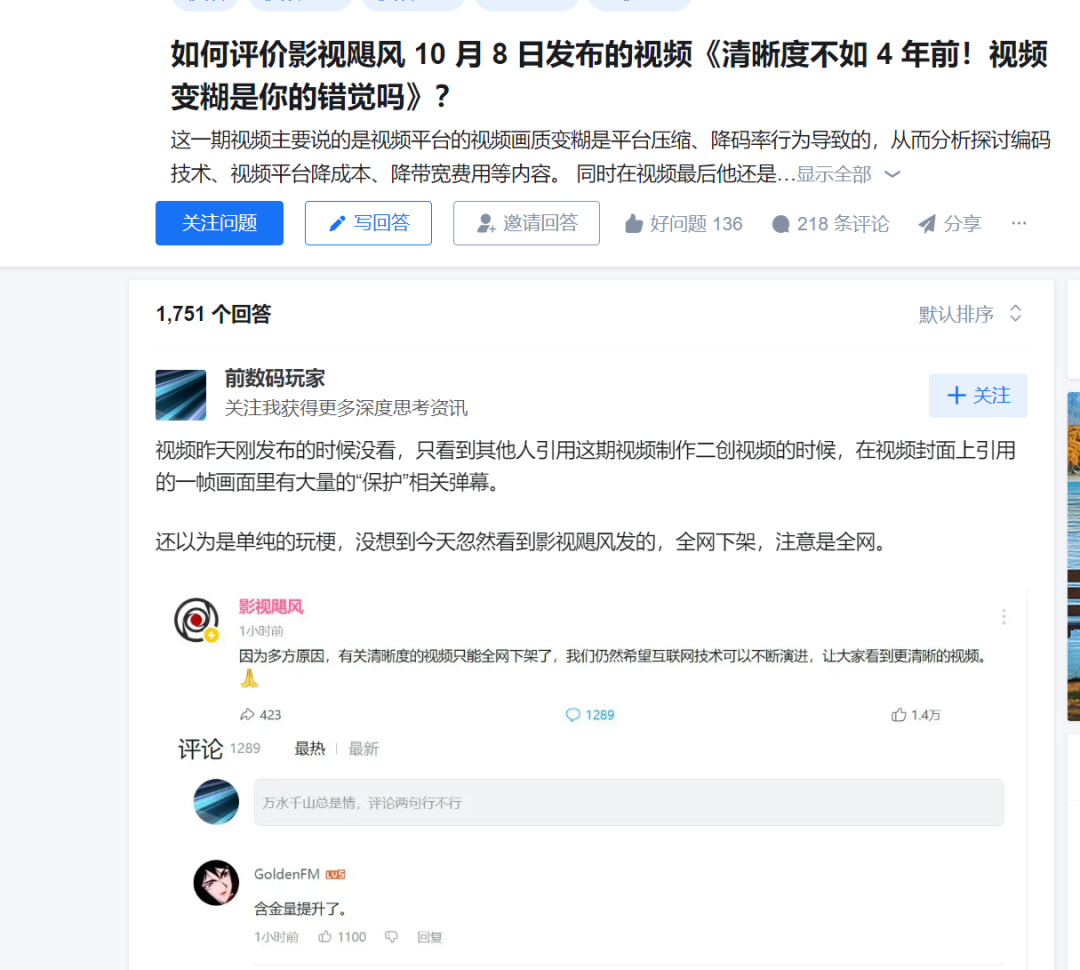 如何评价影视飓风 10 月 8 日发布的视频《清晰度不如 4 年前！视频
变糊是你的错觉吗》？
这一期视频主要说的是视频平台的视频画质变糊是平台压缩、降码率行为导致的，从而分析探讨编码
技术、视频平台降成本、降带宽费用等内容。 同时在视频最后他还是…显示全部
关注问题 写回答 邀请回答 好问题 136 218 条评论 分享 ···
1,751 个回答 默认排序
前数码玩家
关注我获得更多深度思考资讯
+ 关注
视频昨天刚发布的时候没看，只看到其他人引用这期视频制作二创视频的时候，在视频封面上引用
的一帧画面里有大量的“保护”相关弹幕。
还以为是单纯的玩梗，没想到今天忽然看到影视飓风发的，全网下架，注意是全网。
影视飓风
1小时前
因为多方原因，有关清晰度的视频只能全网下架了，我们仍然希望互联网技术可以不断演进，让大家看到更清晰的视频。
🙏
423 1289 1.4万
评论 1289 最热 | 最新
万水千山总是情，评论两句行不行
GoldenFM LV5
含金量提升了。
1小时前 1100 回复